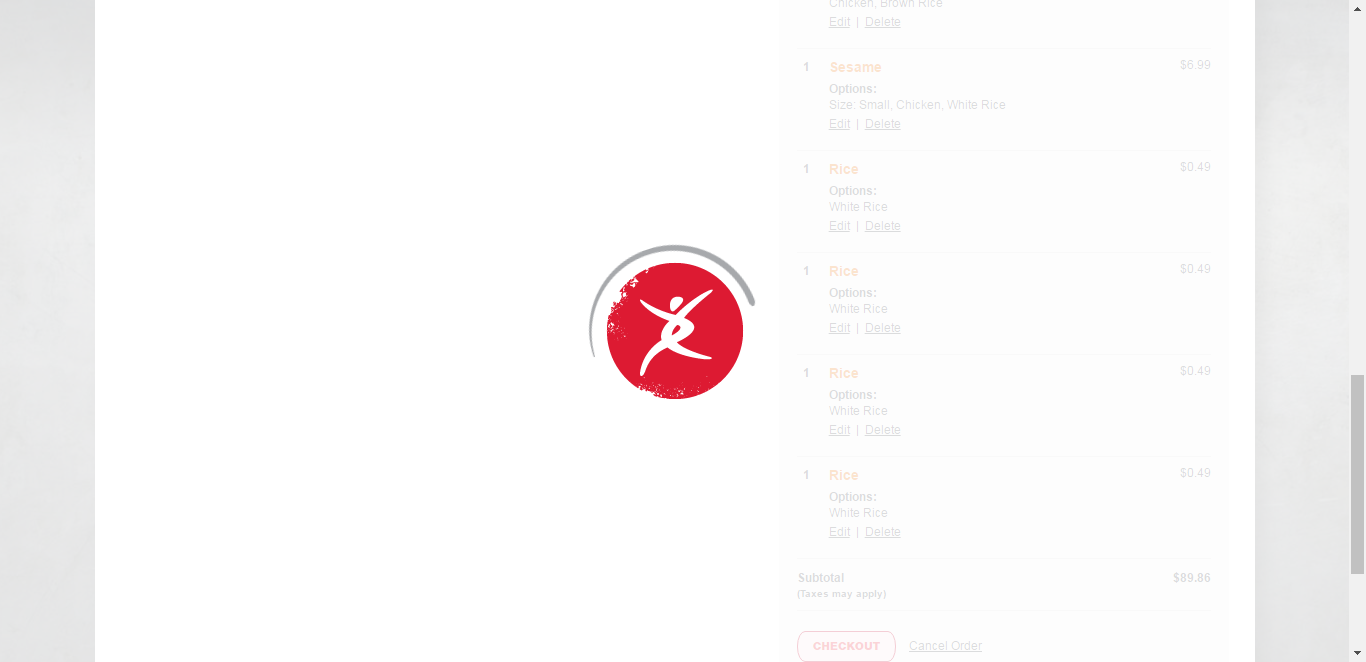 Chicken, Brown Rice
Edit | Delete
1 Sesame $6.99
Options:
Size: Small, Chicken, White Rice
Edit | Delete
1 Rice $0.49
Options:
White Rice
Edit | Delete
1 Rice $0.49
Options:
White Rice
Edit | Delete
1 Rice $0.49
Options:
White Rice
Edit | Delete
1 Rice $0.49
Options:
White Rice
Edit | Delete
Subtotal $89.86
(Taxes may apply)
CHECKOUT Cancel Order